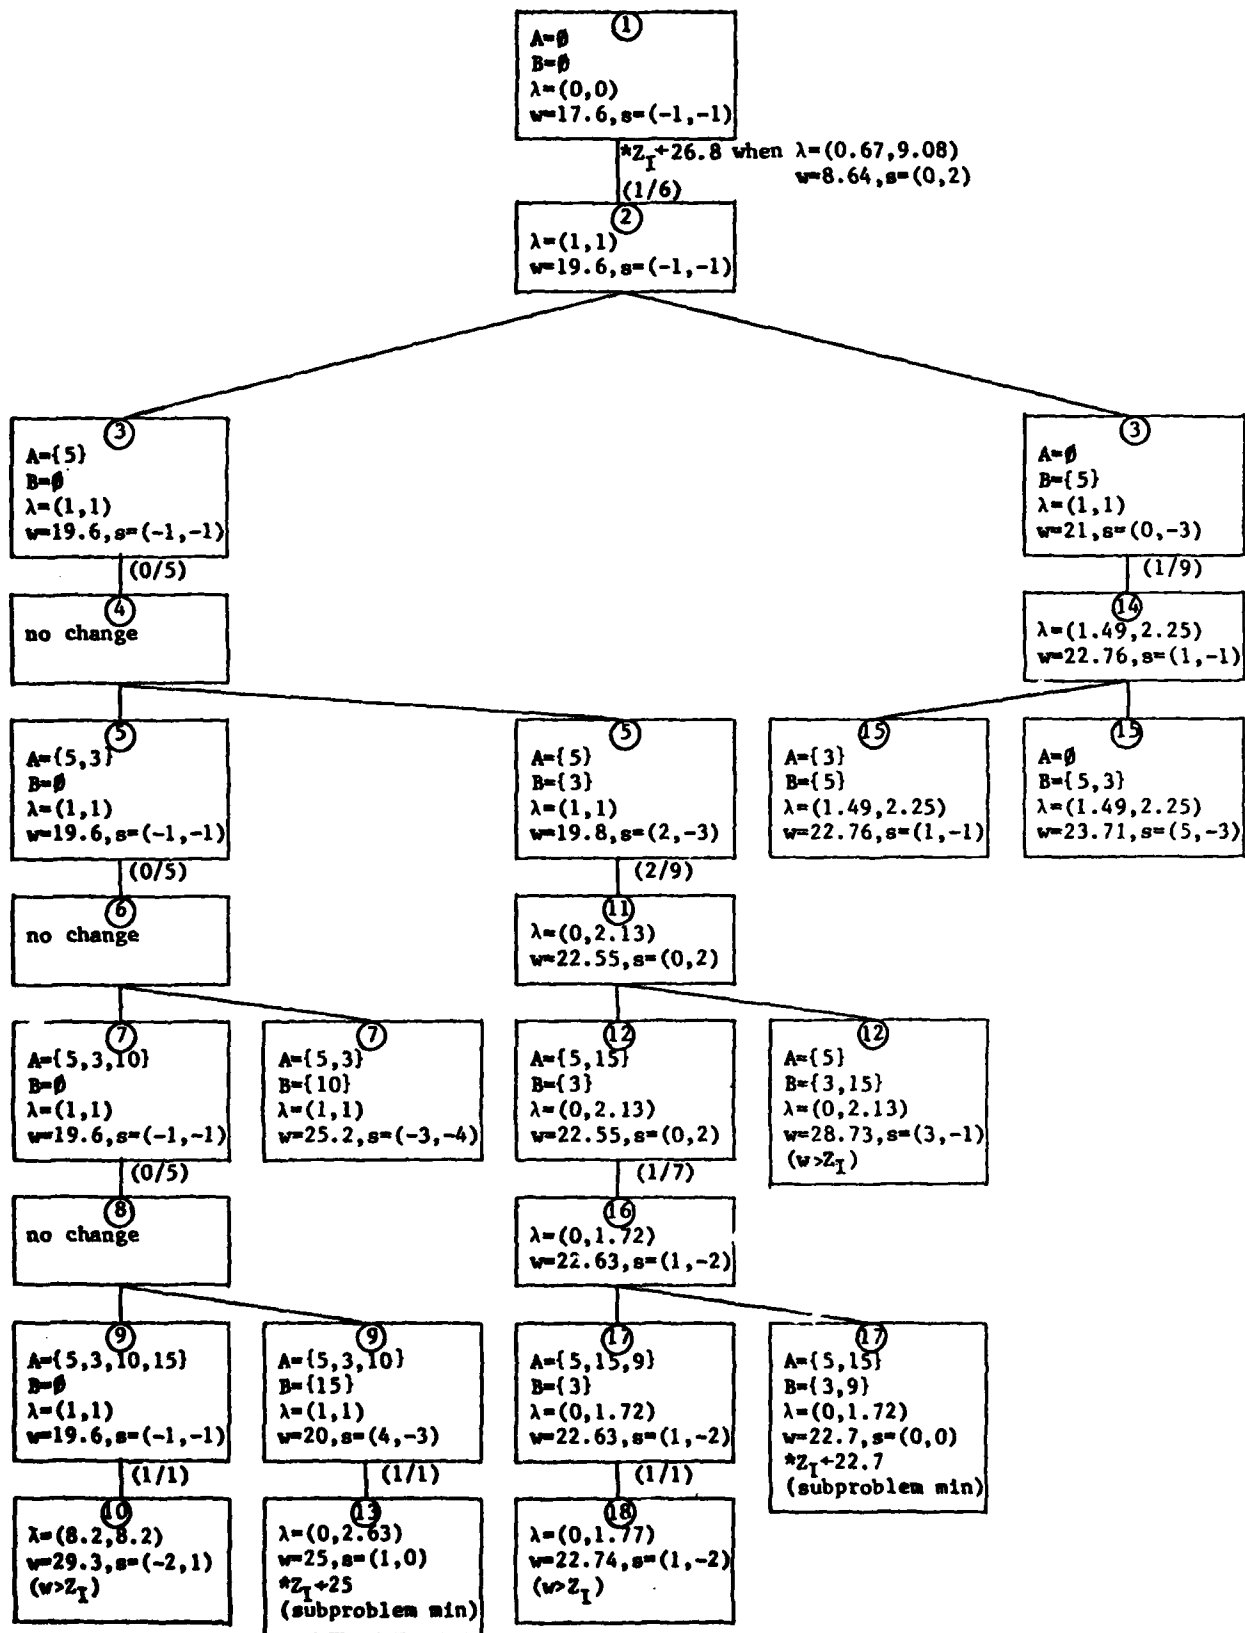 1
A=∅
B=∅
λ=(0,0)
w=17.6,s=(-1,-1)
*Z_I←26.8 when λ=(0.67,9.08)
w=8.64,s=(0,2)
(1/6)
2
λ=(1,1)
w=19.6,s=(-1,-1)
3
A={5}
B=∅
λ=(1,1)
w=19.6,s=(-1,-1)
(0/5)
3
A=∅
B={5}
λ=(1,1)
w=21,s=(0,-3)
(1/9)
4
no change
14
λ=(1.49,2.25)
w=22.76,s=(1,-1)
5
A={5,3}
B=∅
λ=(1,1)
w=19.6,s=(-1,-1)
(0/5)
5
A={5}
B={3}
λ=(1,1)
w=19.8,s=(2,-3)
(2/9)
15
A={3}
B={5}
λ=(1.49,2.25)
w=22.76,s=(1,-1)
15
A=∅
B={5,3}
λ=(1.49,2.25)
w=23.71,s=(5,-3)
6
no change
11
λ=(0,2.13)
w=22.55,s=(0,2)
7
A={5,3,10}
B=∅
λ=(1,1)
w=19.6,s=(-1,-1)
(0/5)
7
A={5,3}
B={10}
λ=(1,1)
w=25.2,s=(-3,-4)
12
A={5,15}
B={3}
λ=(0,2.13)
w=22.55,s=(0,2)
(1/7)
12
A={5}
B={3,15}
λ=(0,2.13)
w=28.73,s=(3,-1)
(w>Z_I)
8
no change
16
λ=(0,1.72)
w=22.63,s=(1,-2)
9
A={5,3,10,15}
B=∅
λ=(1,1)
w=19.6,s=(-1,-1)
(1/1)
9
A={5,3,10}
B={15}
λ=(1,1)
w=20,s=(4,-3)
(1/1)
17
A={5,15,9}
B={3}
λ=(0,1.72)
w=22.63,s=(1,-2)
(1/1)
17
A={5,15}
B={3,9}
λ=(0,1.72)
w=22.7,s=(0,0)
*Z_I←22.7
(subproblem min)
10
λ=(8.2,8.2)
w=29.3,s=(-2,1)
(w>Z_I)
13
λ=(0,2.63)
w=25,s=(1,0)
*Z_I←25
(subproblem min)
18
λ=(0,1.77)
w=22.74,s=(1,-2)
(w>Z_I)